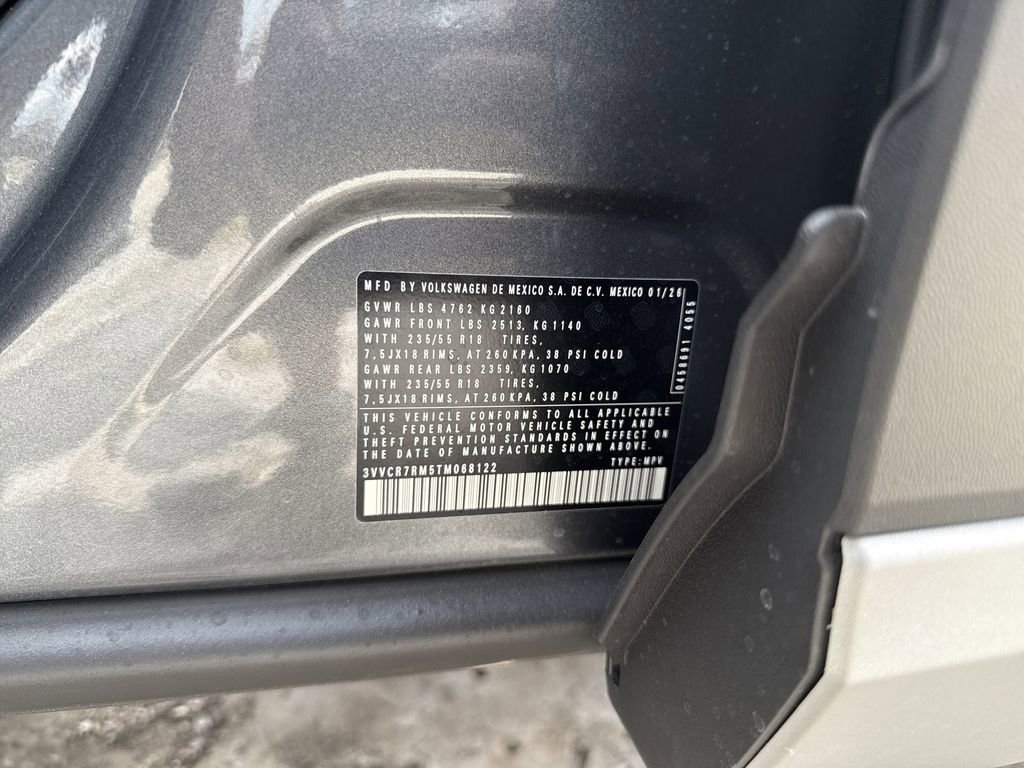 MFD BY VOLKSWAGEN DE MEXICO S.A. DE C.V. MEXICO 01/26
GVWR LBS 4762 KG 2160
GAWR FRONT LBS 2513, KG 1140
WITH 235/55 R18 TIRES,
7,5JX18 RIMS, AT 260 KPA, 38 PSI COLD
GAWR REAR LBS 2359, KG 1070
WITH 235/55 R18 TIRES,
7,5JX18 RIMS, AT 260 KPA, 38 PSI COLD
0458691 4055
THIS VEHICLE CONFORMS TO ALL APPLICABLE
U.S. FEDERAL MOTOR VEHICLE SAFETY AND
THEFT PREVENTION STANDARDS IN EFFECT ON
THE DATE OF MANUFACTURE SHOWN ABOVE.
3VVCR7RM5TM068122 TYPE: MPV